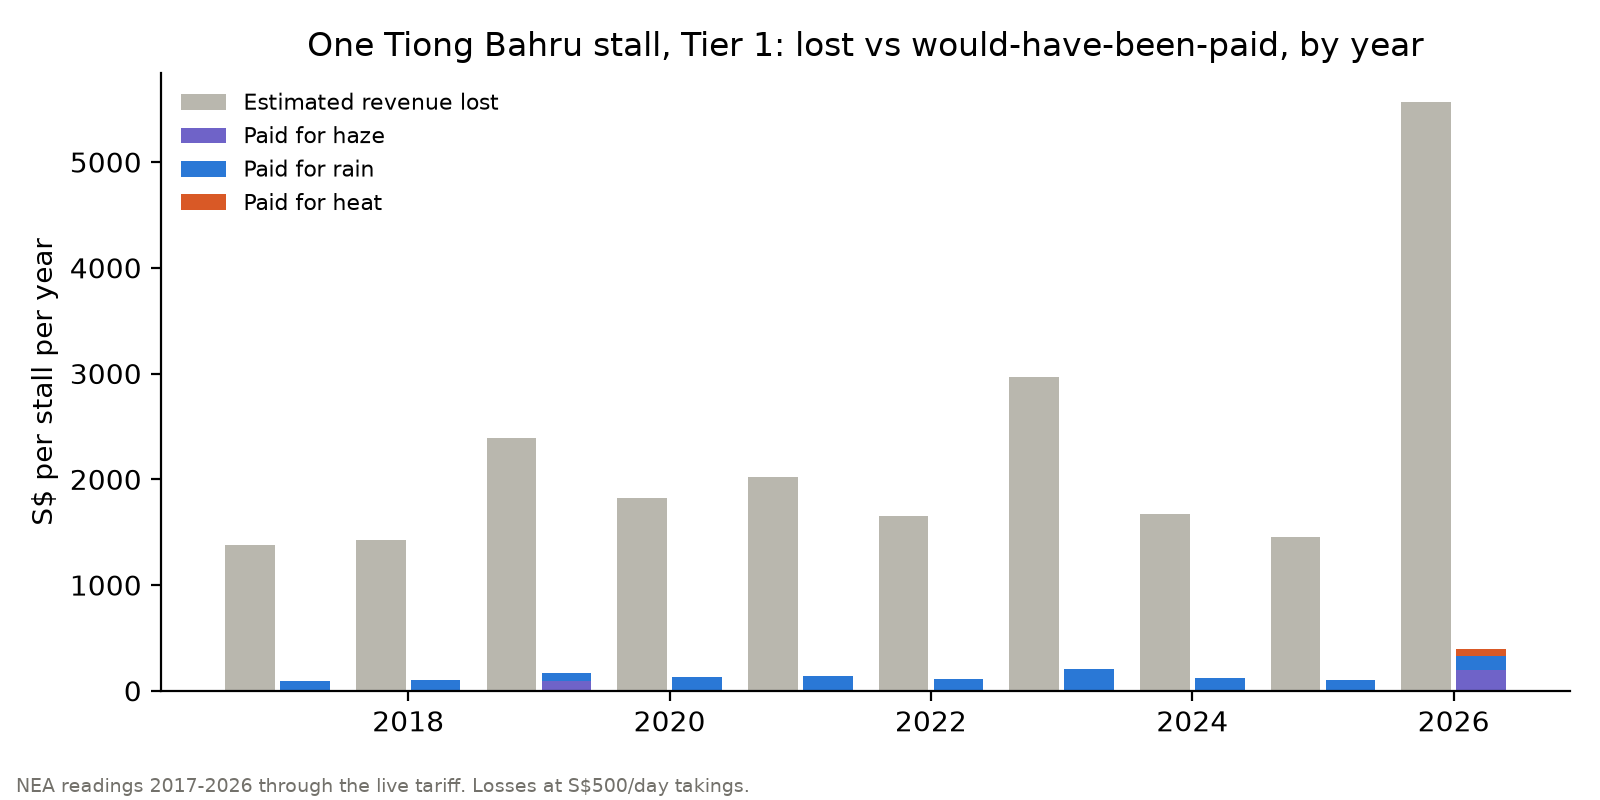 One Tiong Bahru stall, Tier 1: lost vs would-have-been-paid, by year
Estimated revenue lost
Paid for haze
Paid for rain
Paid for heat
S$ per stall per year
5000
4000
3000
2000
1000
0
2018
2020
2022
2024
2026
NEA readings 2017-2026 through the live tariff. Losses at S$500/day takings.